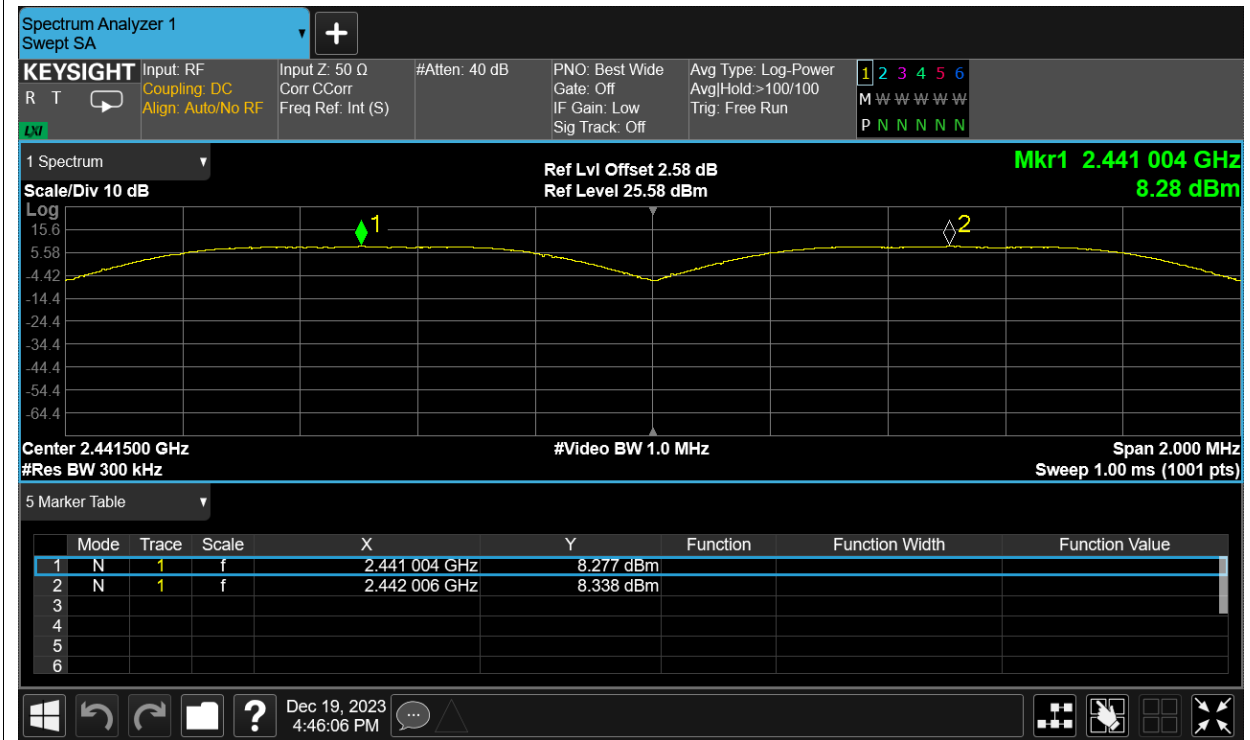 Spectrum Analyzer 1
Swept SA
+
KEYSIGHT
R T
LXI
Input: RF
Coupling: DC
Align: Auto/No RF
Input Z: 50 Ω
Corr CCorr
Freq Ref: Int (S)
#Atten: 40 dB
PNO: Best Wide
Gate: Off
IF Gain: Low
Sig Track: Off
Avg Type: Log-Power
Avg|Hold:>100/100
Trig: Free Run
1 2 3 4 5 6
M W W W W W
P N N N N N
1 Spectrum
Scale/Div 10 dB
Ref Lvl Offset 2.58 dB
Ref Level 25.58 dBm
Mkr1 2.441 004 GHz
8.28 dBm
Log
15.6
5.58
-4.42
-14.4
-24.4
-34.4
-44.4
-54.4
-64.4
1
2
Center 2.441500 GHz
#Video BW 1.0 MHz
Span 2.000 MHz
#Res BW 300 kHz
Sweep 1.00 ms (1001 pts)
5 Marker Table
Mode Trace Scale X Y Function Function Width Function Value
1 N 1 f 2.441 004 GHz 8.277 dBm
2 N 1 f 2.442 006 GHz 8.338 dBm
3
4
5
6
?
Dec 19, 2023
4:46:06 PM